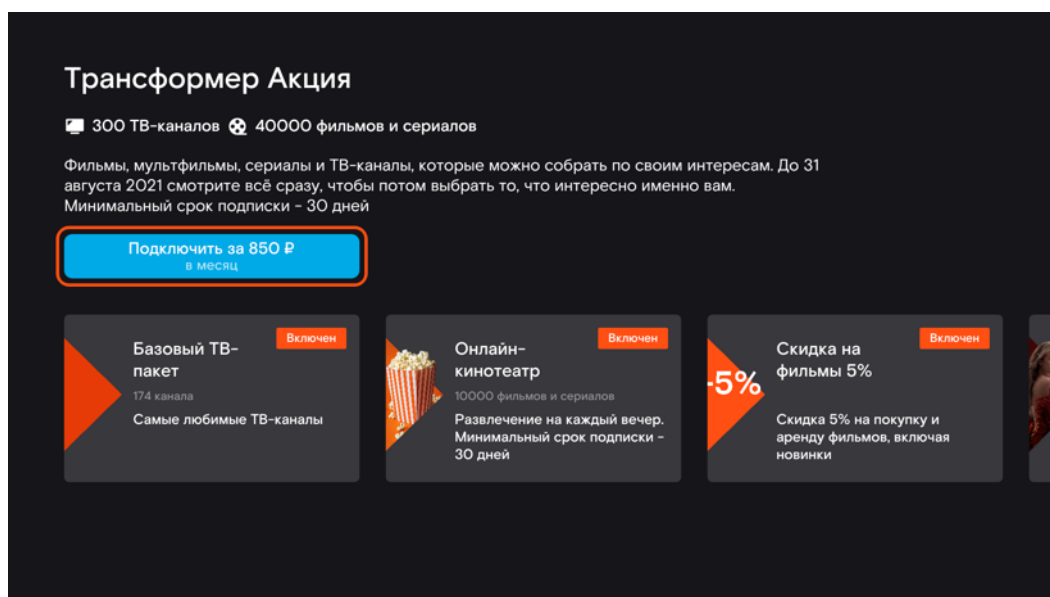 Трансформер Акция
300 ТВ-каналов 40000 фильмов и сериалов
Фильмы, мультфильмы, сериалы и ТВ-каналы, которые можно собрать по своим интересам. До 31
августа 2021 смотрите всё сразу, чтобы потом выбрать то, что интересно именно вам.
Минимальный срок подписки - 30 дней
Подключить за 850 ₽
в месяц
Включен
Базовый ТВ-
пакет
174 канала
Самые любимые ТВ-каналы
Включен
Онлайн-
кинотеатр
10000 фильмов и сериалов
Развлечение на каждый вечер.
Минимальный срок подписки -
30 дней
Включен
-5%
Скидка на
фильмы 5%
Скидка 5% на покупку и
аренду фильмов, включая
новинки